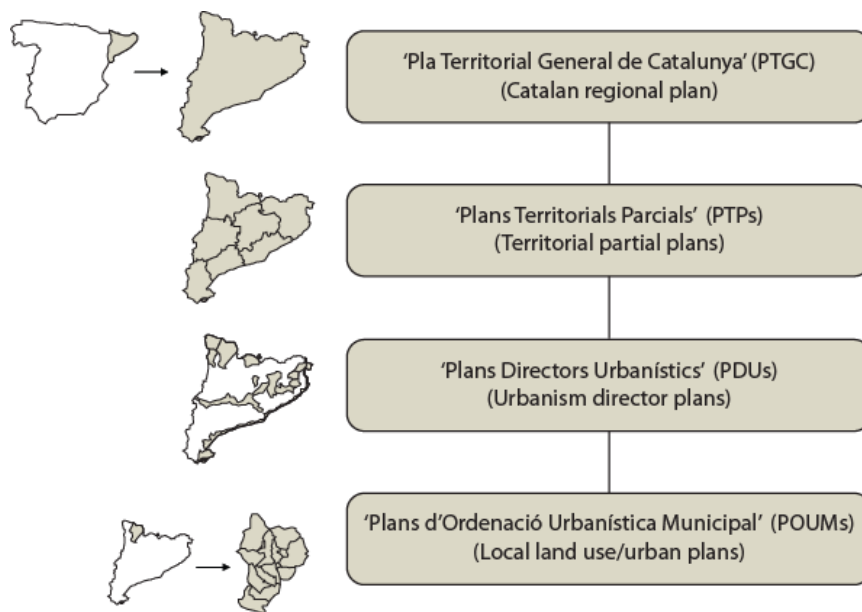 ‘Pla Territorial General de Catalunya’ (PTGC)
(Catalan regional plan)
‘Plans Territorials Parcials’ (PTPs)
(Territorial partial plans)
‘Plans Directors Urbanístics’ (PDUs)
(Urbanism director plans)
‘Plans d’Ordenació Urbanística Municipal’ (POUMs)
(Local land use/urban plans)